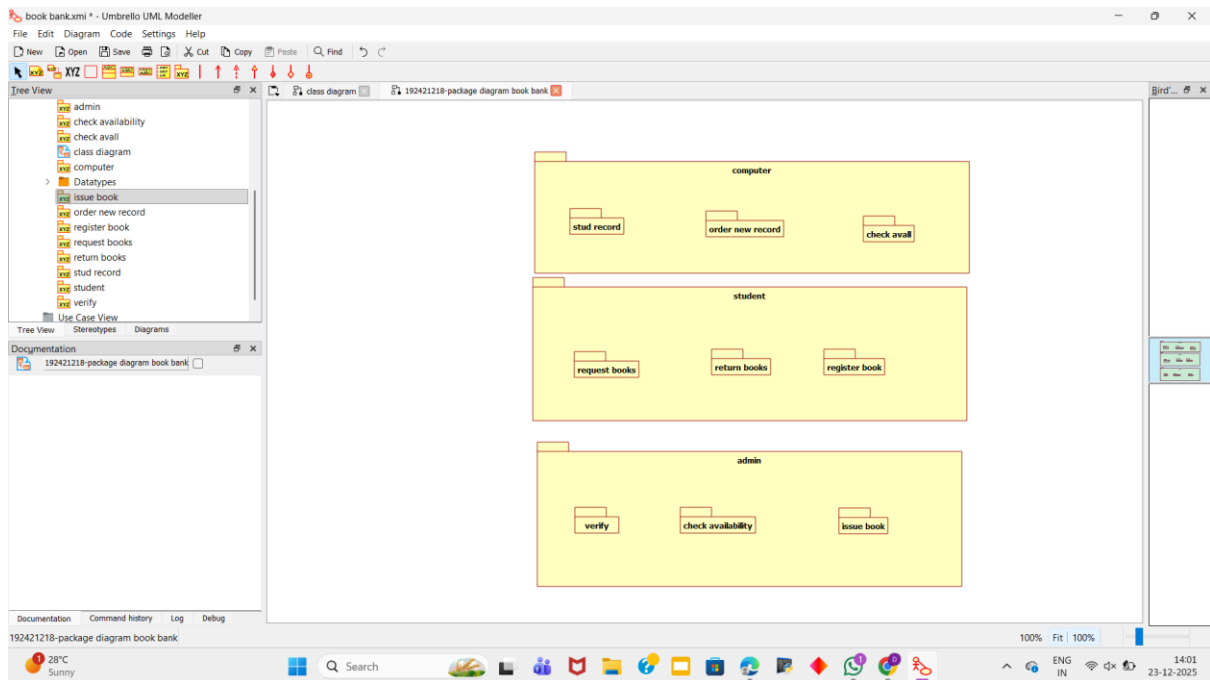 book bank.xmi * - Umbrello UML Modeller
File Edit Diagram Code Settings Help
New Open Save Cut Copy Paste Find
XYZ
Tree View
class diagram
192421218-package diagram book bank
Bird'...
admin
check availability
check avall
class diagram
computer
Datatypes
issue book
order new record
register book
request books
return books
stud record
student
verify
Use Case View
Tree View Stereotypes Diagrams
Documentation
192421218-package diagram book bank
computer
stud record
order new record
check avall
student
request books
return books
register book
admin
verify
check availability
issue book
Documentation Command history Log Debug
192421218-package diagram book bank
100% Fit 100%
1
28°C
Sunny
Search
ENG
IN
14:01
23-12-2025